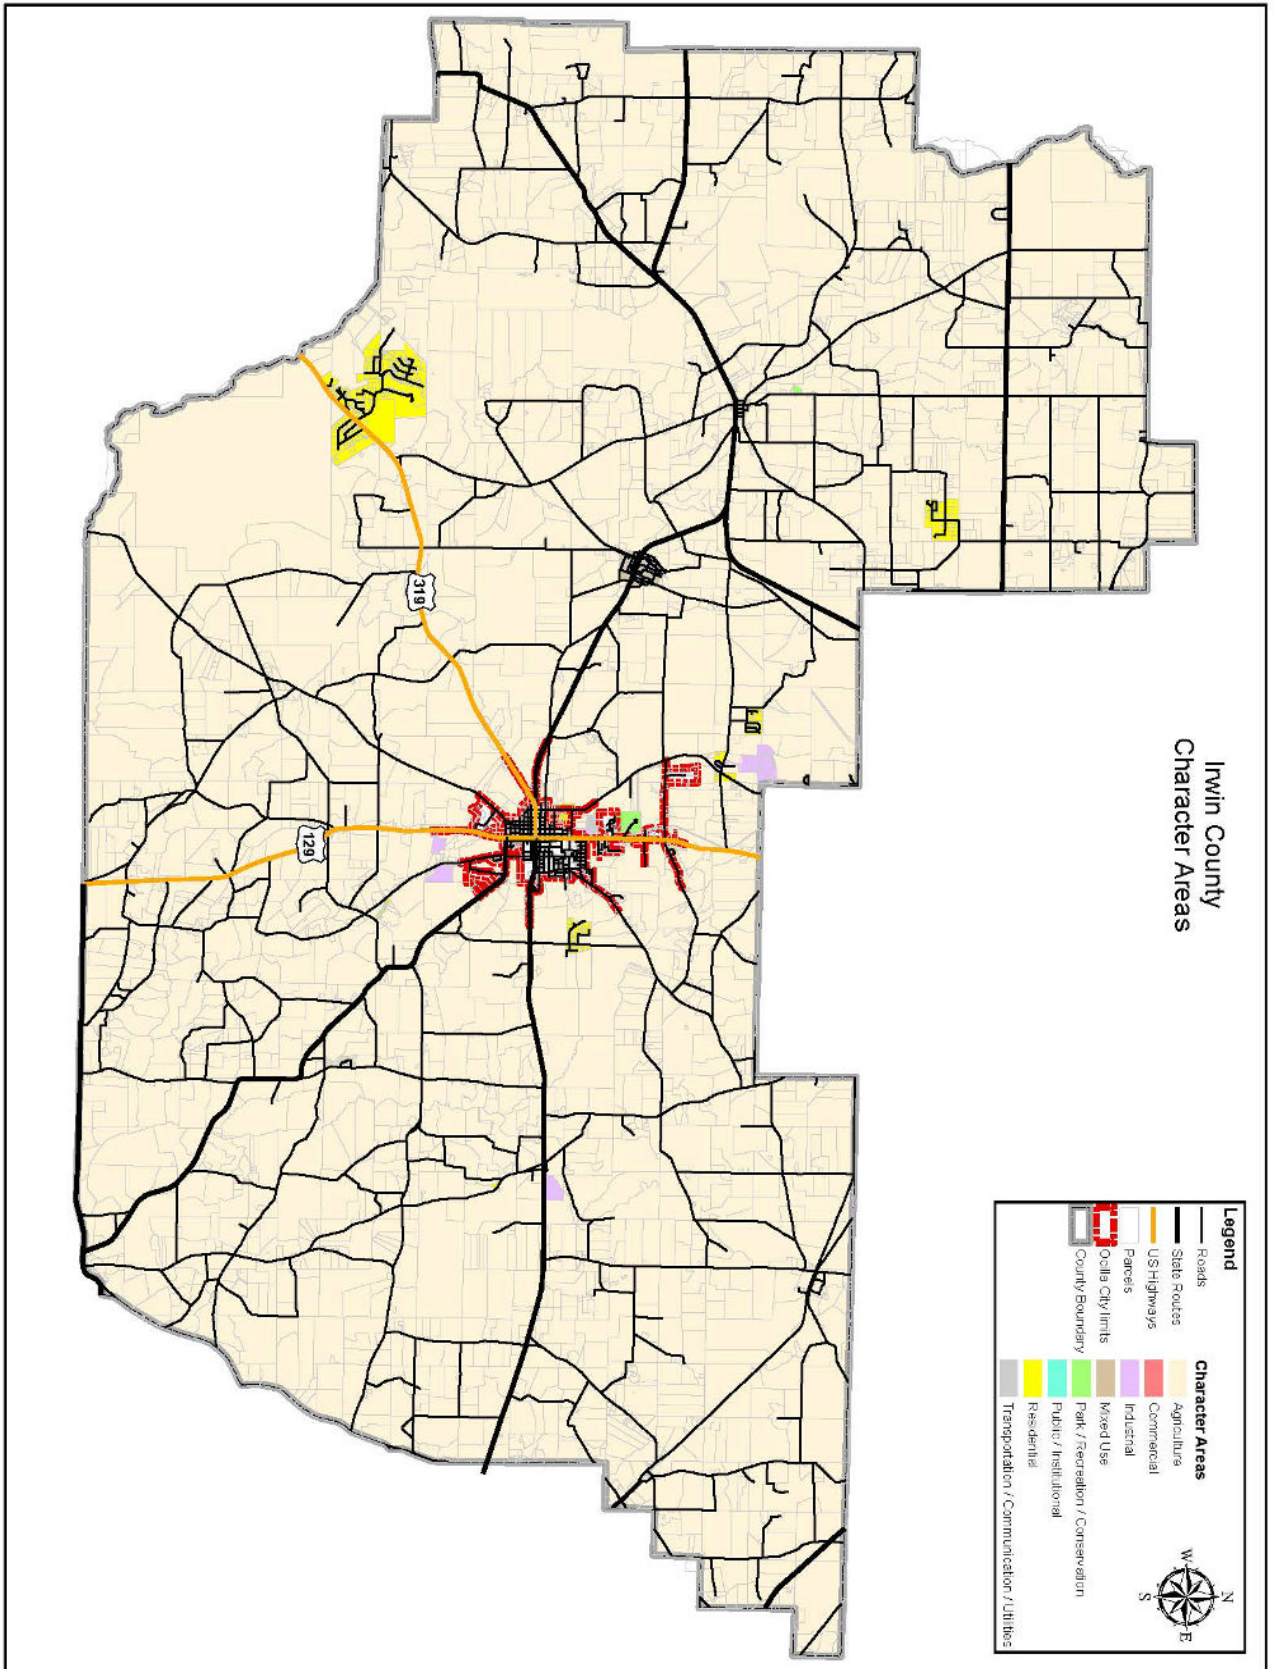 Irwin County
Character Areas
Legend
Roads
State Routes
US Highways
Parcels
Ocilla City limits
County Boundary
Character Areas
Agriculture
Commercial
Industrial
Mixed Use
Park / Recreation / Conservation
Public / Institutional
Residential
Transportation / Communication / Utilities
N
W
E
S
319
129